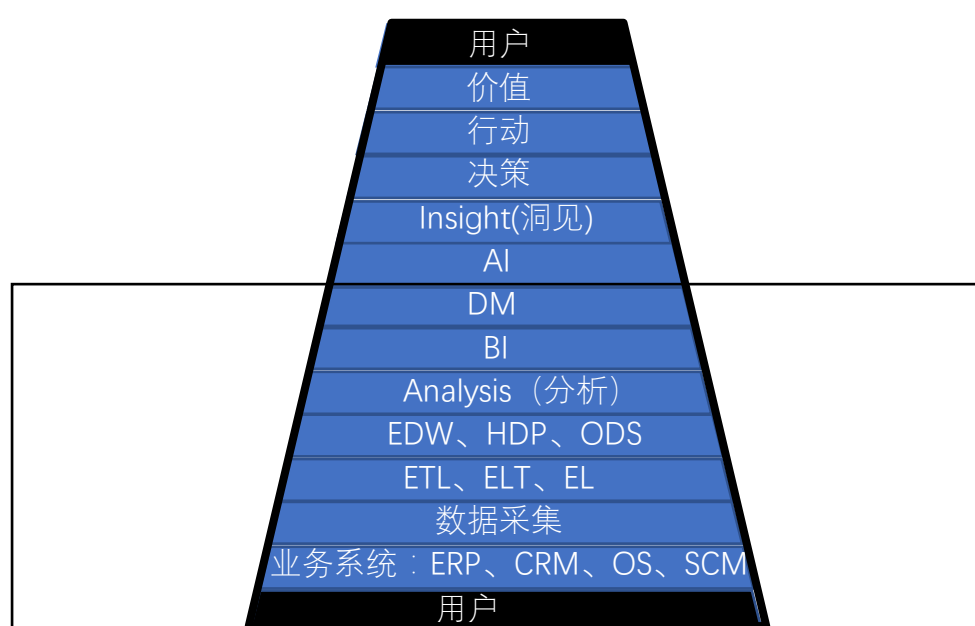 用户
价值
行动
决策
Insight(洞见)
AI
DM
BI
Analysis（分析）
EDW、HDP、ODS
ETL、ELT、EL
数据采集
业务系统：ERP、CRM、OS、SCM
用户